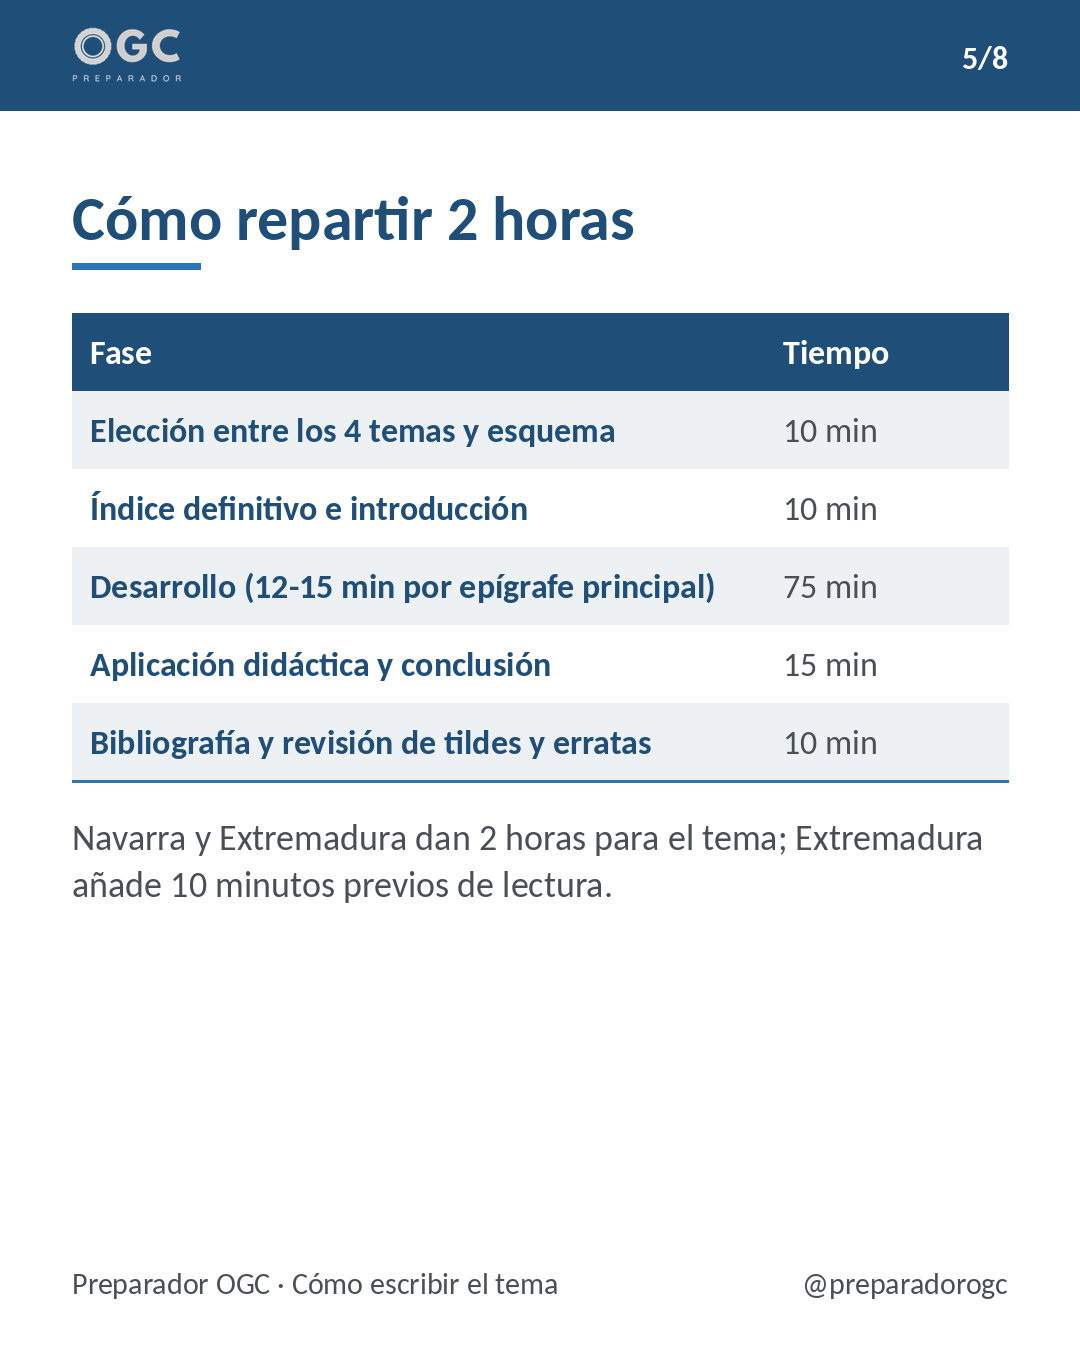 OGC
PREPARADOR
5/8
Cómo repartir 2 horas
Fase Tiempo
Elección entre los 4 temas y esquema 10 min
Índice definitivo e introducción 10 min
Desarrollo (12-15 min por epígrafe principal) 75 min
Aplicación didáctica y conclusión 15 min
Bibliografía y revisión de tildes y erratas 10 min
Navarra y Extremadura dan 2 horas para el tema; Extremadura
añade 10 minutos previos de lectura.
Preparador OGC · Cómo escribir el tema @preparadorogc